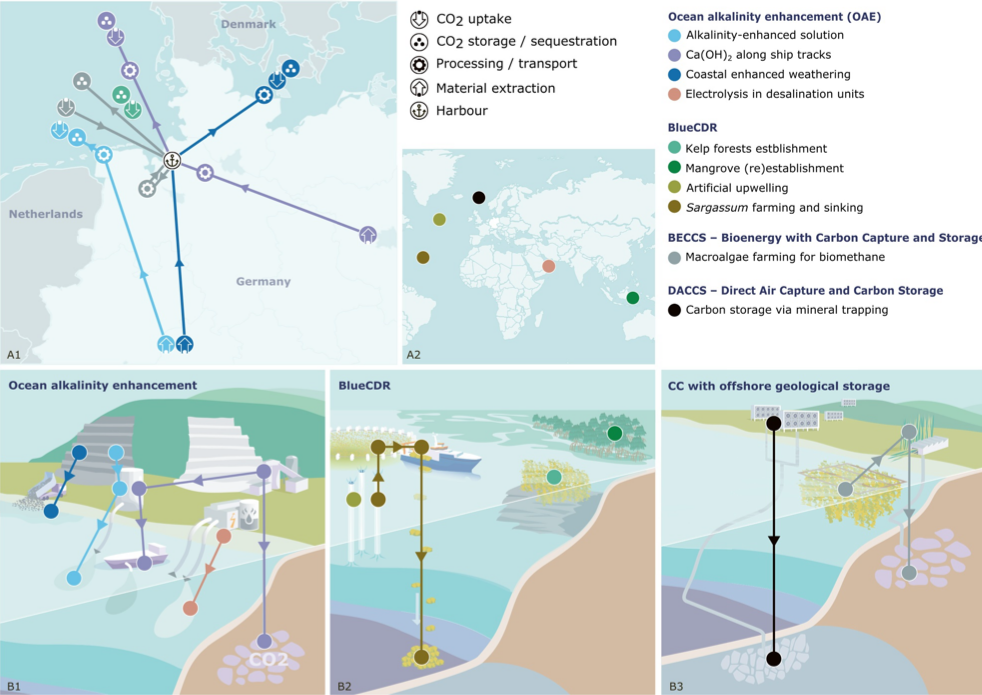 Denmark
Netherlands
Germany
A1
CO2 uptake
CO2 storage / sequestration
Processing / transport
Material extraction
Harbour
A2
Ocean alkalinity enhancement (OAE)
Alkalinity-enhanced solution
Ca(OH)2 along ship tracks
Coastal enhanced weathering
Electrolysis in desalination units
BlueCDR
Kelp forests estblishment
Mangrove (re)establishment
Artificial upwelling
Sargassum farming and sinking
BECCS – Bioenergy with Carbon Capture and Storage
Macroalgae farming for biomethane
DACCS – Direct Air Capture and Carbon Storage
Carbon storage via mineral trapping
Ocean alkalinity enhancement
CO2
B1
BlueCDR
B2
CC with offshore geological storage
B3